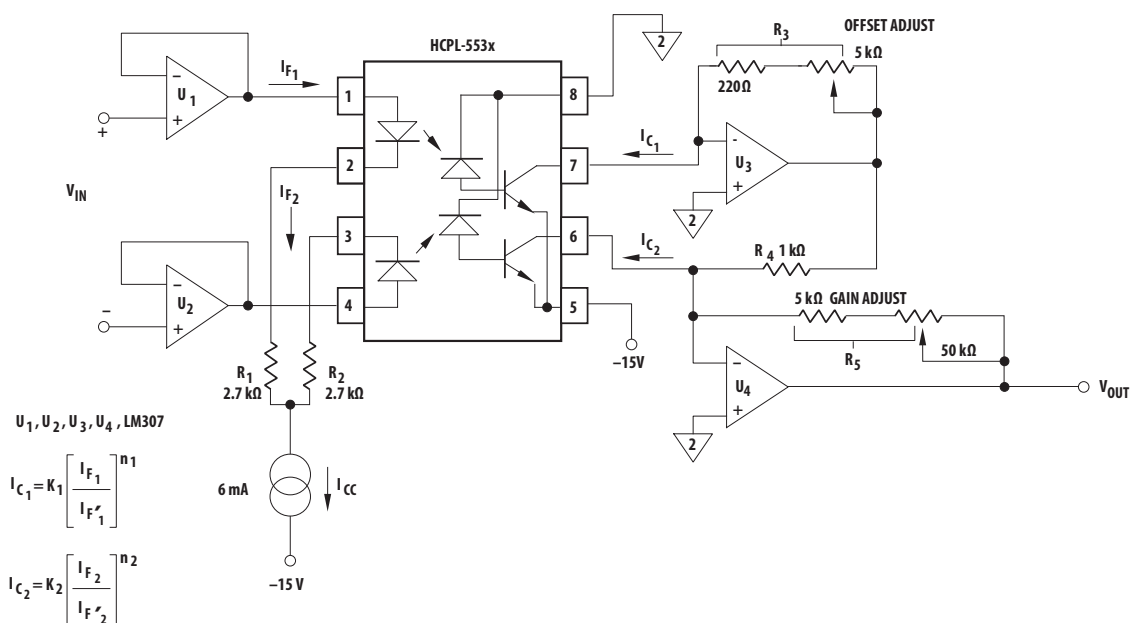 HCPL-553x
OFFSET ADJUST
R3
5 kΩ
220 Ω
2
IF1
IC1
U1
−
+
+
1
8
2
7
VIN
IF2
3
6
IC2
4
5
U2
−
+
−
U3
-
+
2
R4 1 kΩ
5 kΩ GAIN ADJUST
R5
50 kΩ
−15V
R1
2.7 kΩ
R2
2.7 kΩ
U4
−
+
2
VOUT
U1, U2, U3, U4, LM307
6 mA
ICC
−15 V
IC1 = K1 [ IF1 / IF′1 ] n1
IC2 = K2 [ IF2 / IF′2 ] n2